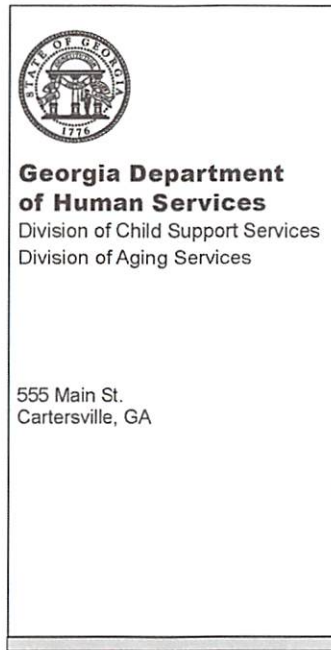 STATE OF GEORGIA
CONSTITUTION
1776
Georgia Department
of Human Services
Division of Child Support Services
Division of Aging Services
555 Main St.
Cartersville, GA